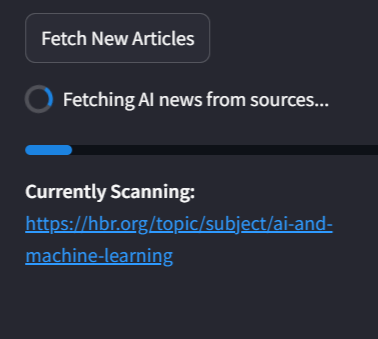 Fetch New Articles
Fetching AI news from sources...
Currently Scanning:
https://hbr.org/topic/subject/ai-and-
machine-learning